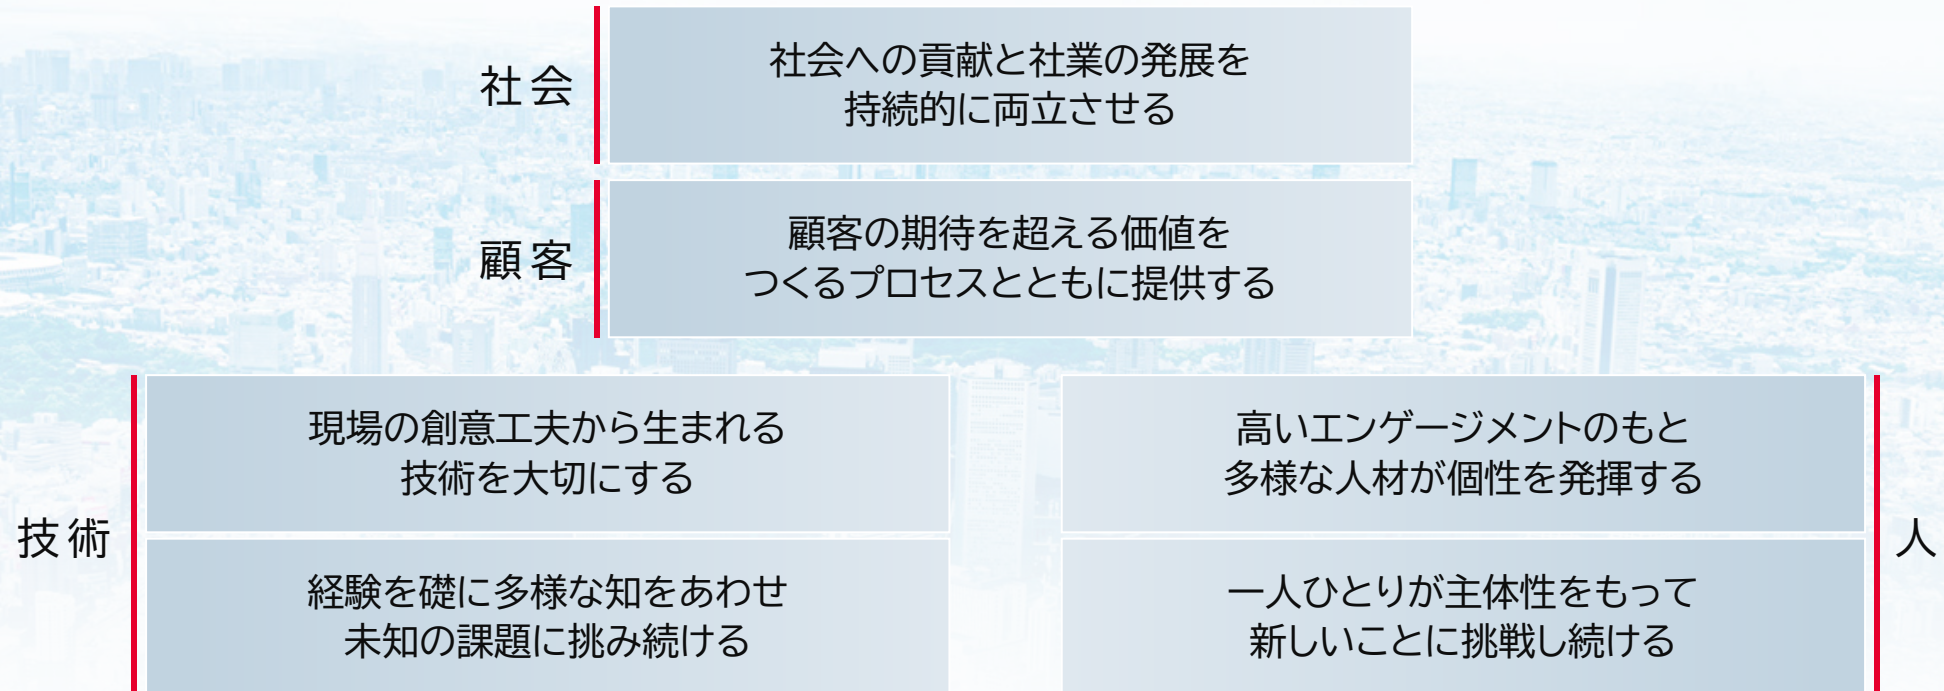 社会
社会への貢献と社業の発展を
持続的に両立させる
顧客
顧客の期待を超える価値を
つくるプロセスとともに提供する
技術
現場の創意工夫から生まれる
技術を大切にする
経験を礎に多様な知をあわせ
未知の課題に挑み続ける
高いエンゲージメントのもと
多様な人材が個性を発揮する
一人ひとりが主体性をもって
新しいことに挑戦し続ける
人